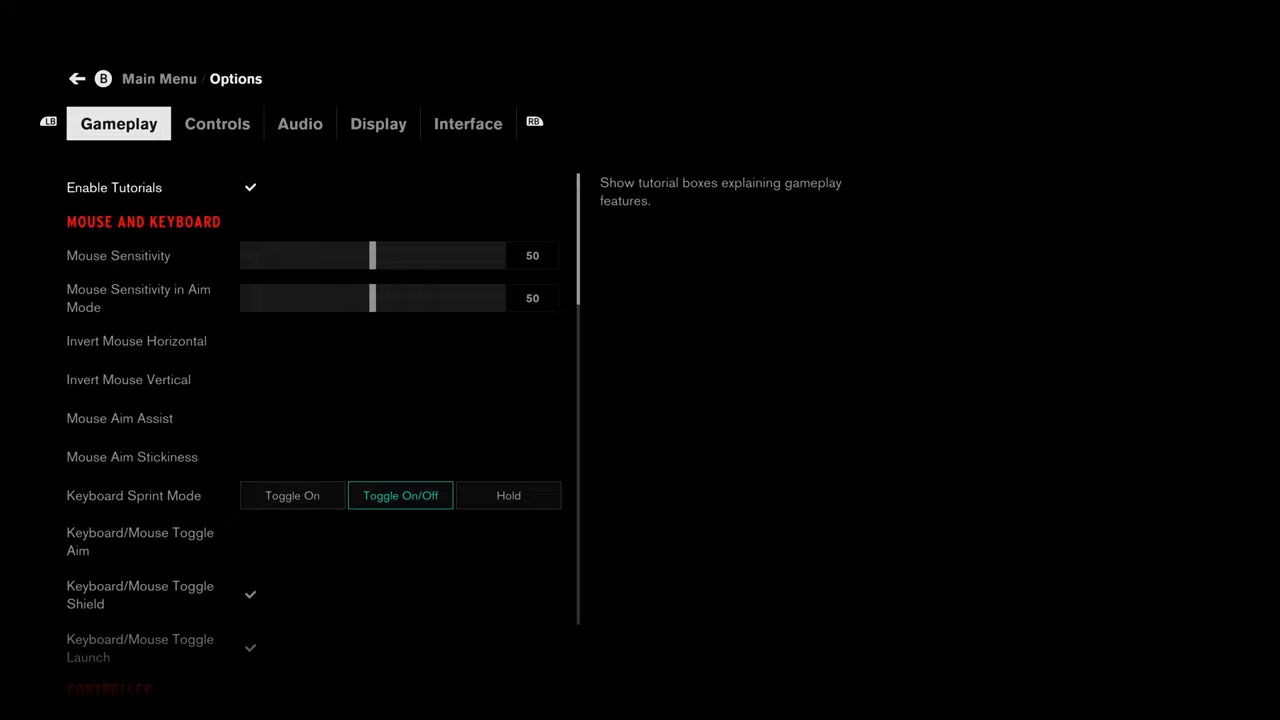 B Main Menu / Options
LB Gameplay Controls Audio Display Interface RB
Enable Tutorials
Show tutorial boxes explaining gameplay
features.
MOUSE AND KEYBOARD
Mouse Sensitivity 50
Mouse Sensitivity in Aim
Mode 50
Invert Mouse Horizontal
Invert Mouse Vertical
Mouse Aim Assist
Mouse Aim Stickiness
Keyboard Sprint Mode Toggle On Toggle On/Off Hold
Keyboard/Mouse Toggle
Aim
Keyboard/Mouse Toggle
Shield
Keyboard/Mouse Toggle
Launch
CONTROLLER